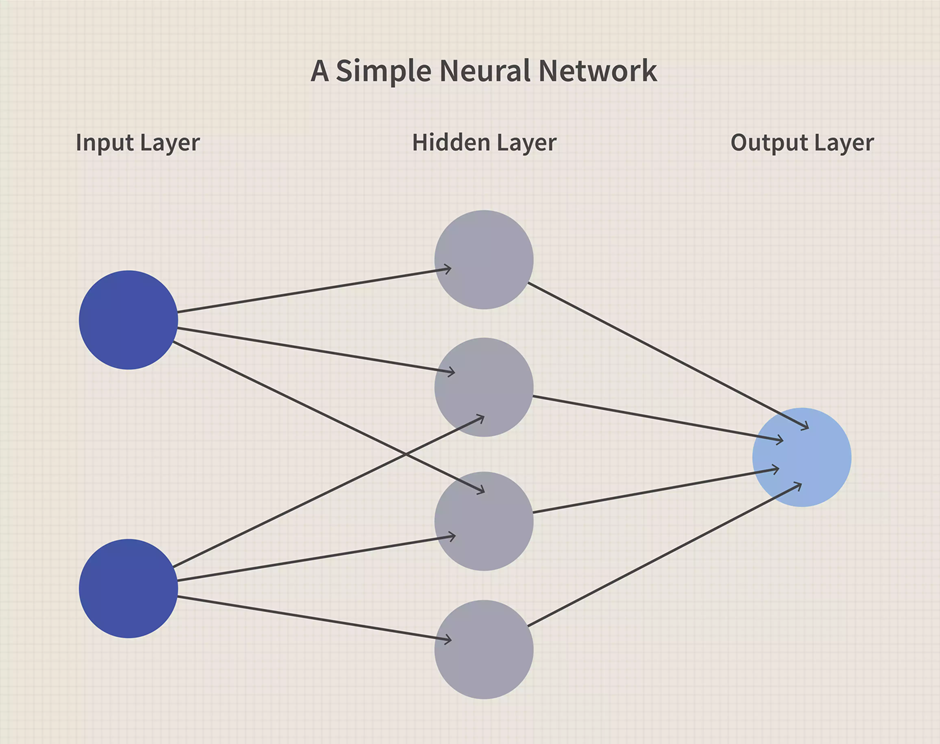 A Simple Neural Network
Input Layer
Hidden Layer
Output Layer